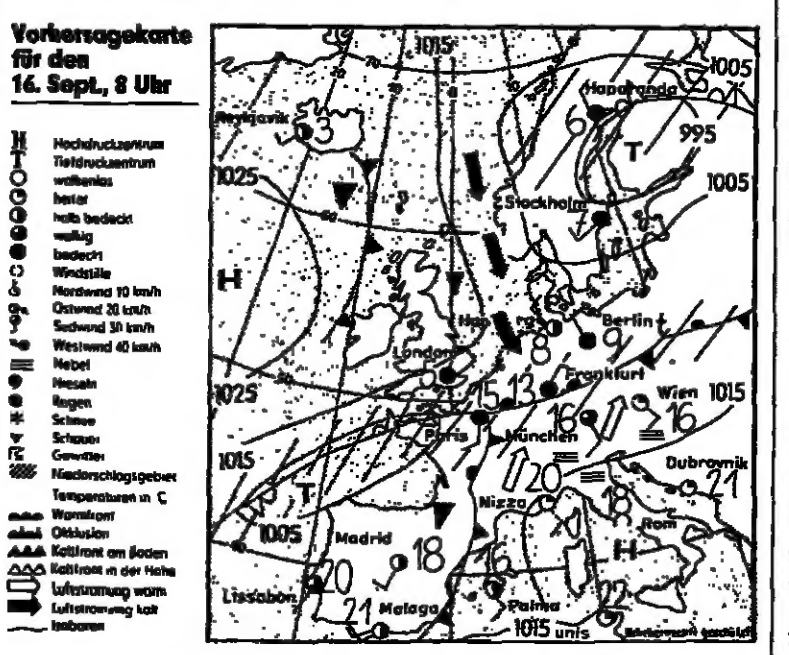 Vorhersagekarte
für den
16. Sept., 8 Uhr
H Hochdruckzentrum
T Tiefdruckzentrum
wolkenlos
heiter
halb bedeckt
wolkig
bedeckt
Windstille
Nordwind 10 km/h
Ostwind 20 km/h
Südwind 30 km/h
Westwind 40 km/h
Nebel
Nieseln
Regen
Schnee
Schauer
Gewitter
Niederschlagsgebiet
Temperaturen in C
Warmfront
Okklusion
Kaltfront am Boden
Kaltfront in der Höhe
Luftströmung warm
Luftströmung kalt
Isobaren
1015
1005
Haparanda
Reykjavik
3
6
T
995
1025
1005
Stockholm
H
Berlin
8
9
London
Frankfurt
1025
15
13
Wien
1015
16
16
Paris
München
1015
Dubrovnik
20
21
T
Nizza
18
1005
Rom
Madrid
18
16
H
20
Lissabon
22
21
Malaga
Palma
1015